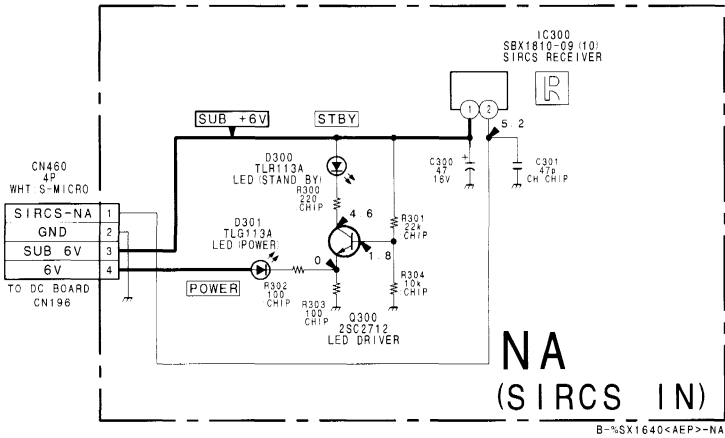 IC300
SBX1810-09(10)
SIRCS RECEIVER
R
1 2
SUB +6V
STBY
5.2
CN460
4P
WHT S-MICRO
D300
TLR113A
LED(STAND BY)
C300
47
16V
C301
47p
CH CHIP
R300
220
CHIP
SIRCS-NA 1
GND 2
SUB 6V 3
6V 4
D301
TLG113A
LED(POWER)
4.6
R301
22k
CHIP
0
1.8
TO DC BOARD
CN196
POWER
R302
100
CHIP
R303
100
CHIP
R304
10k
CHIP
Q300
2SC2712
LED DRIVER
NA
(SIRCS IN)
B-%SX1640<AEP>-NA